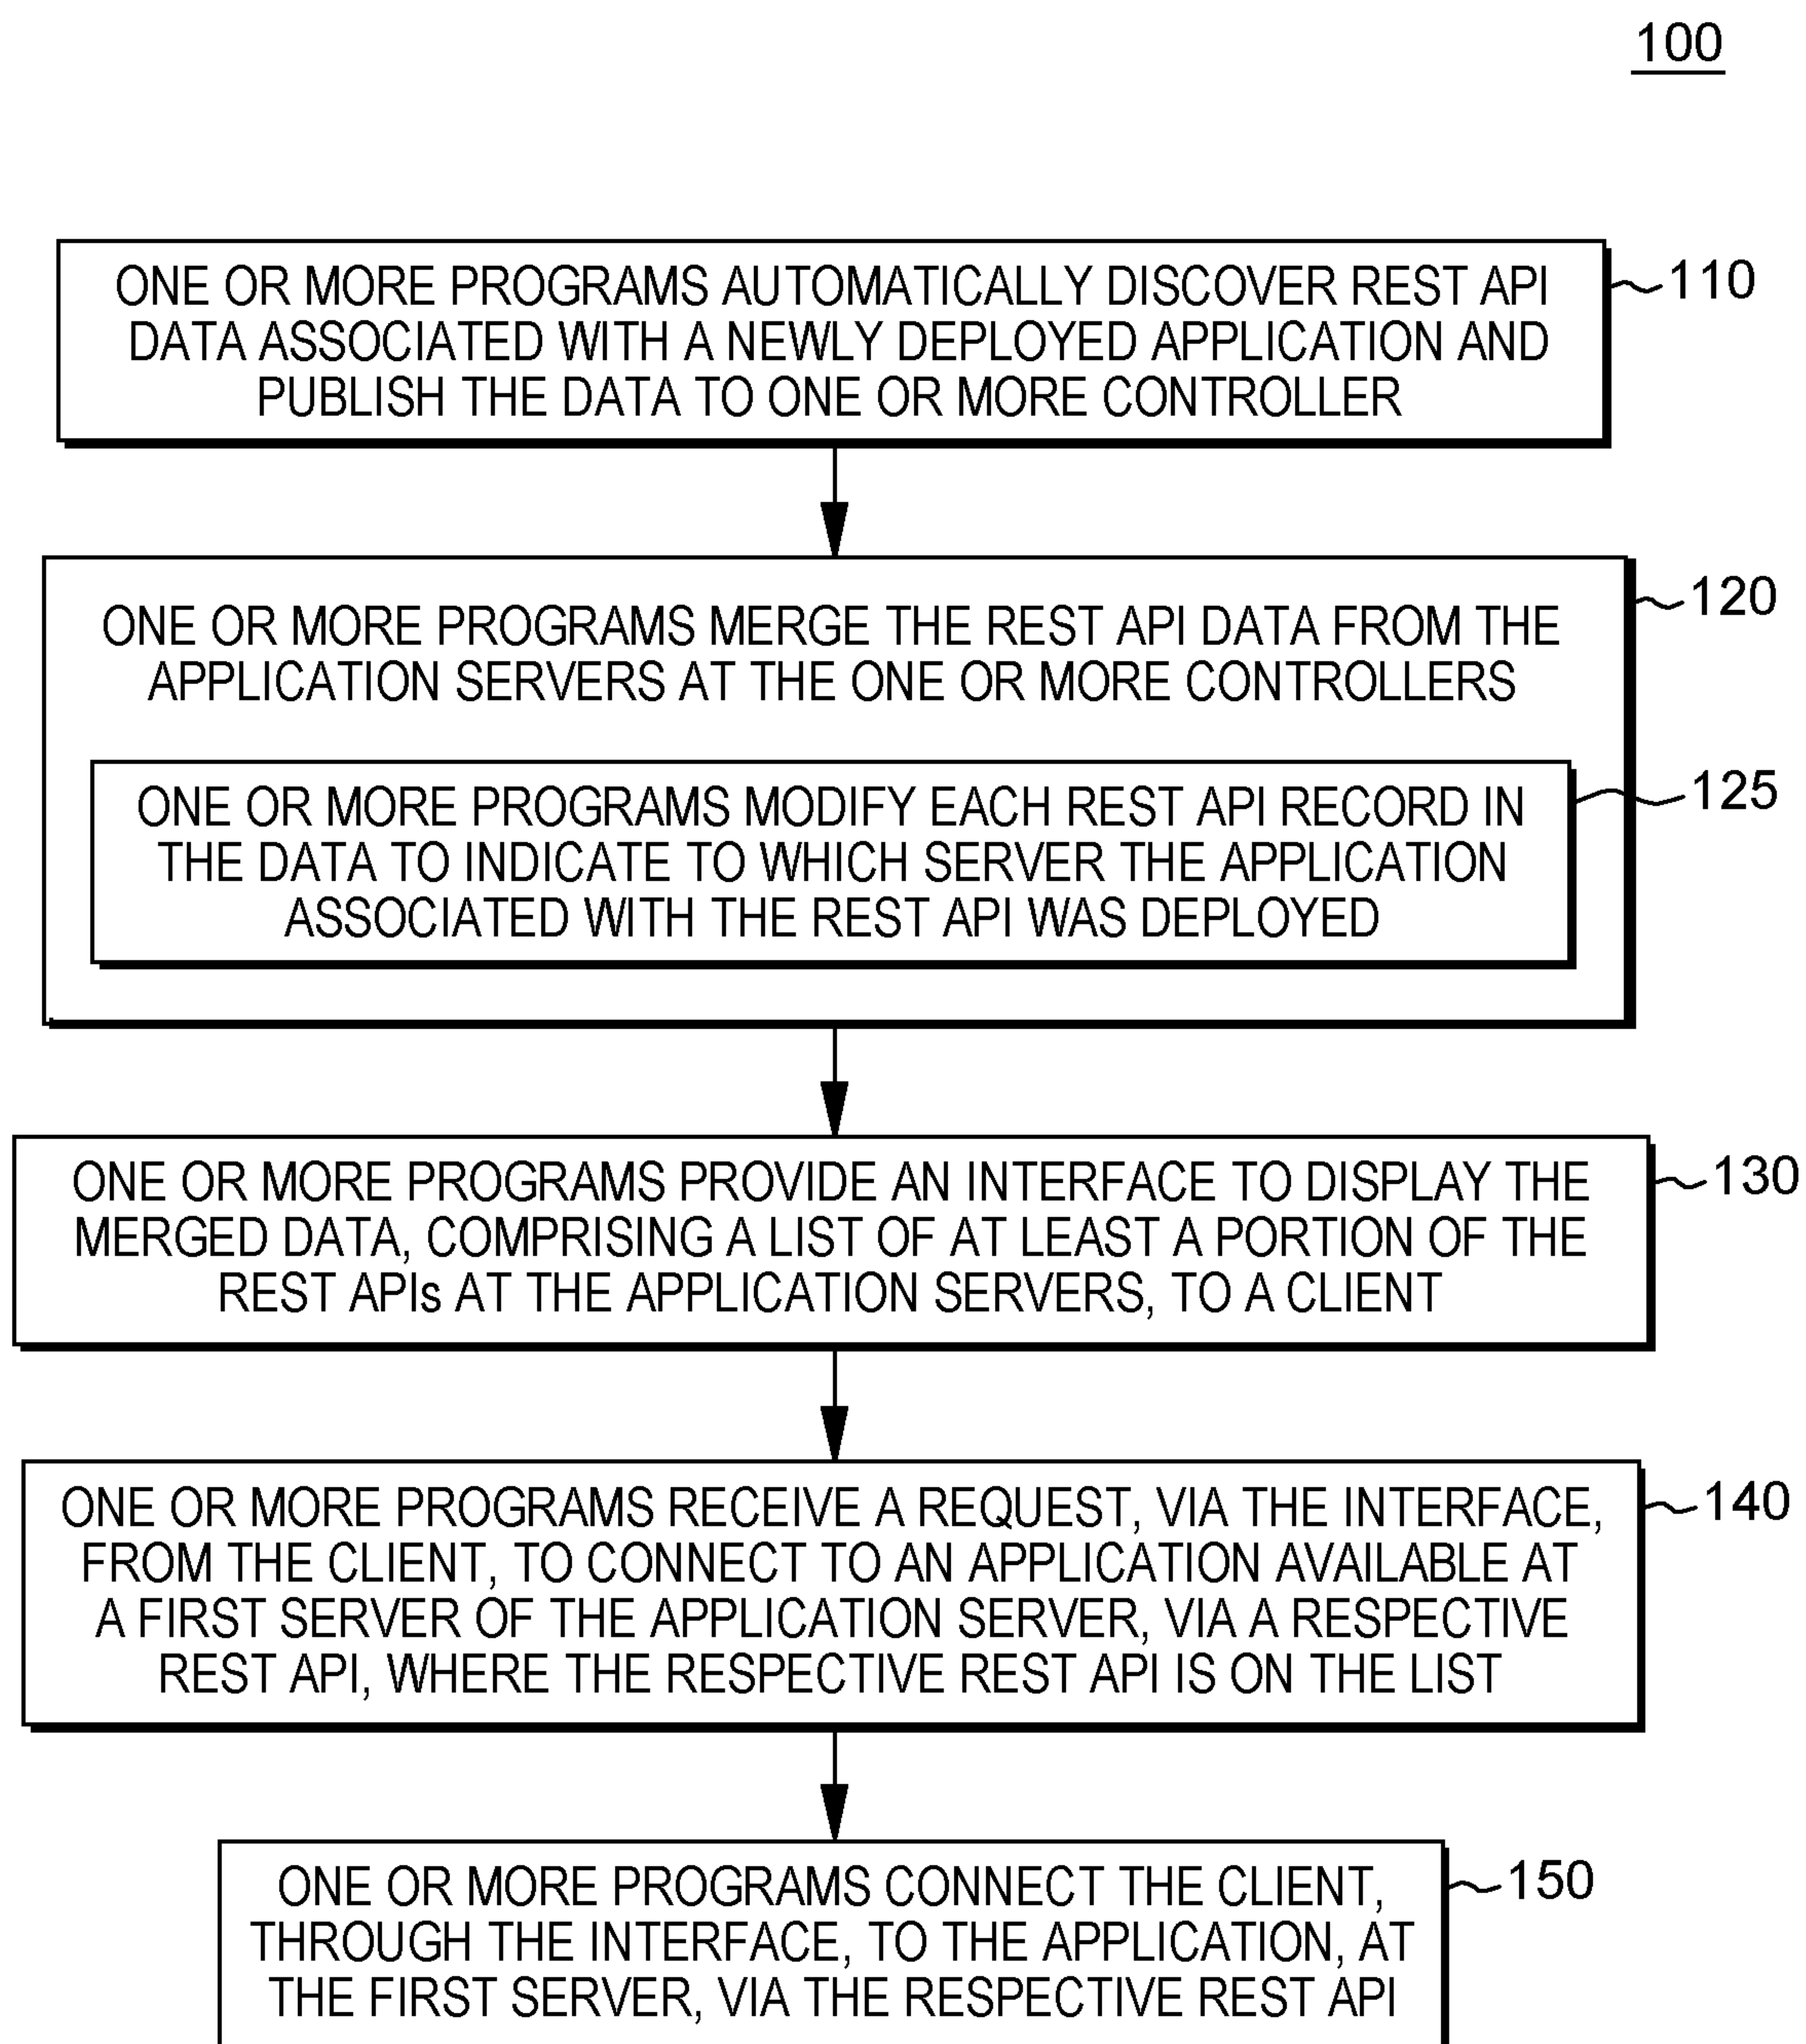 100
ONE OR MORE PROGRAMS AUTOMATICALLY DISCOVER REST API
DATA ASSOCIATED WITH A NEWLY DEPLOYED APPLICATION AND
PUBLISH THE DATA TO ONE OR MORE CONTROLLER
110
ONE OR MORE PROGRAMS MERGE THE REST API DATA FROM THE
APPLICATION SERVERS AT THE ONE OR MORE CONTROLLERS
120
ONE OR MORE PROGRAMS MODIFY EACH REST API RECORD IN
THE DATA TO INDICATE TO WHICH SERVER THE APPLICATION
ASSOCIATED WITH THE REST API WAS DEPLOYED
125
ONE OR MORE PROGRAMS PROVIDE AN INTERFACE TO DISPLAY THE
MERGED DATA, COMPRISING A LIST OF AT LEAST A PORTION OF THE
REST APIs AT THE APPLICATION SERVERS, TO A CLIENT
130
ONE OR MORE PROGRAMS RECEIVE A REQUEST, VIA THE INTERFACE,
FROM THE CLIENT, TO CONNECT TO AN APPLICATION AVAILABLE AT
A FIRST SERVER OF THE APPLICATION SERVER, VIA A RESPECTIVE
REST API, WHERE THE RESPECTIVE REST API IS ON THE LIST
140
ONE OR MORE PROGRAMS CONNECT THE CLIENT,
THROUGH THE INTERFACE, TO THE APPLICATION, AT
THE FIRST SERVER, VIA THE RESPECTIVE REST API
150